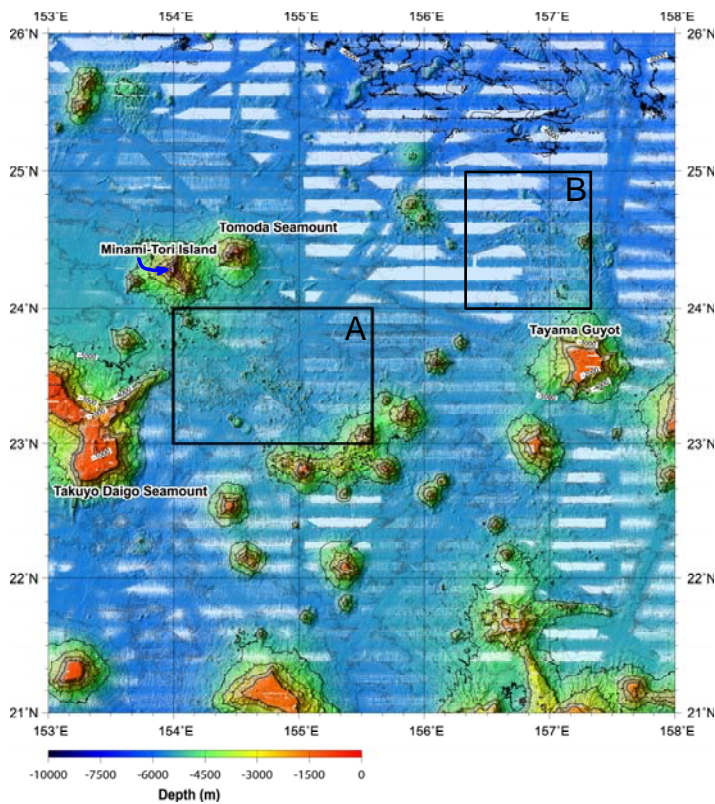 153°E 154°E 155°E 156°E 157°E 158°E
26°N 26°N
25°N 25°N
B
Tomoda Seamount
Minami-Tori Island
24°N 24°N
A
Tayama Guyot
23°N 23°N
Takuyo Daigo Seamount
22°N 22°N
21°N 21°N
153°E 154°E 155°E 156°E 157°E 158°E
-10000 -7500 -6000 -4500 -3000 -1500 0
Depth (m)